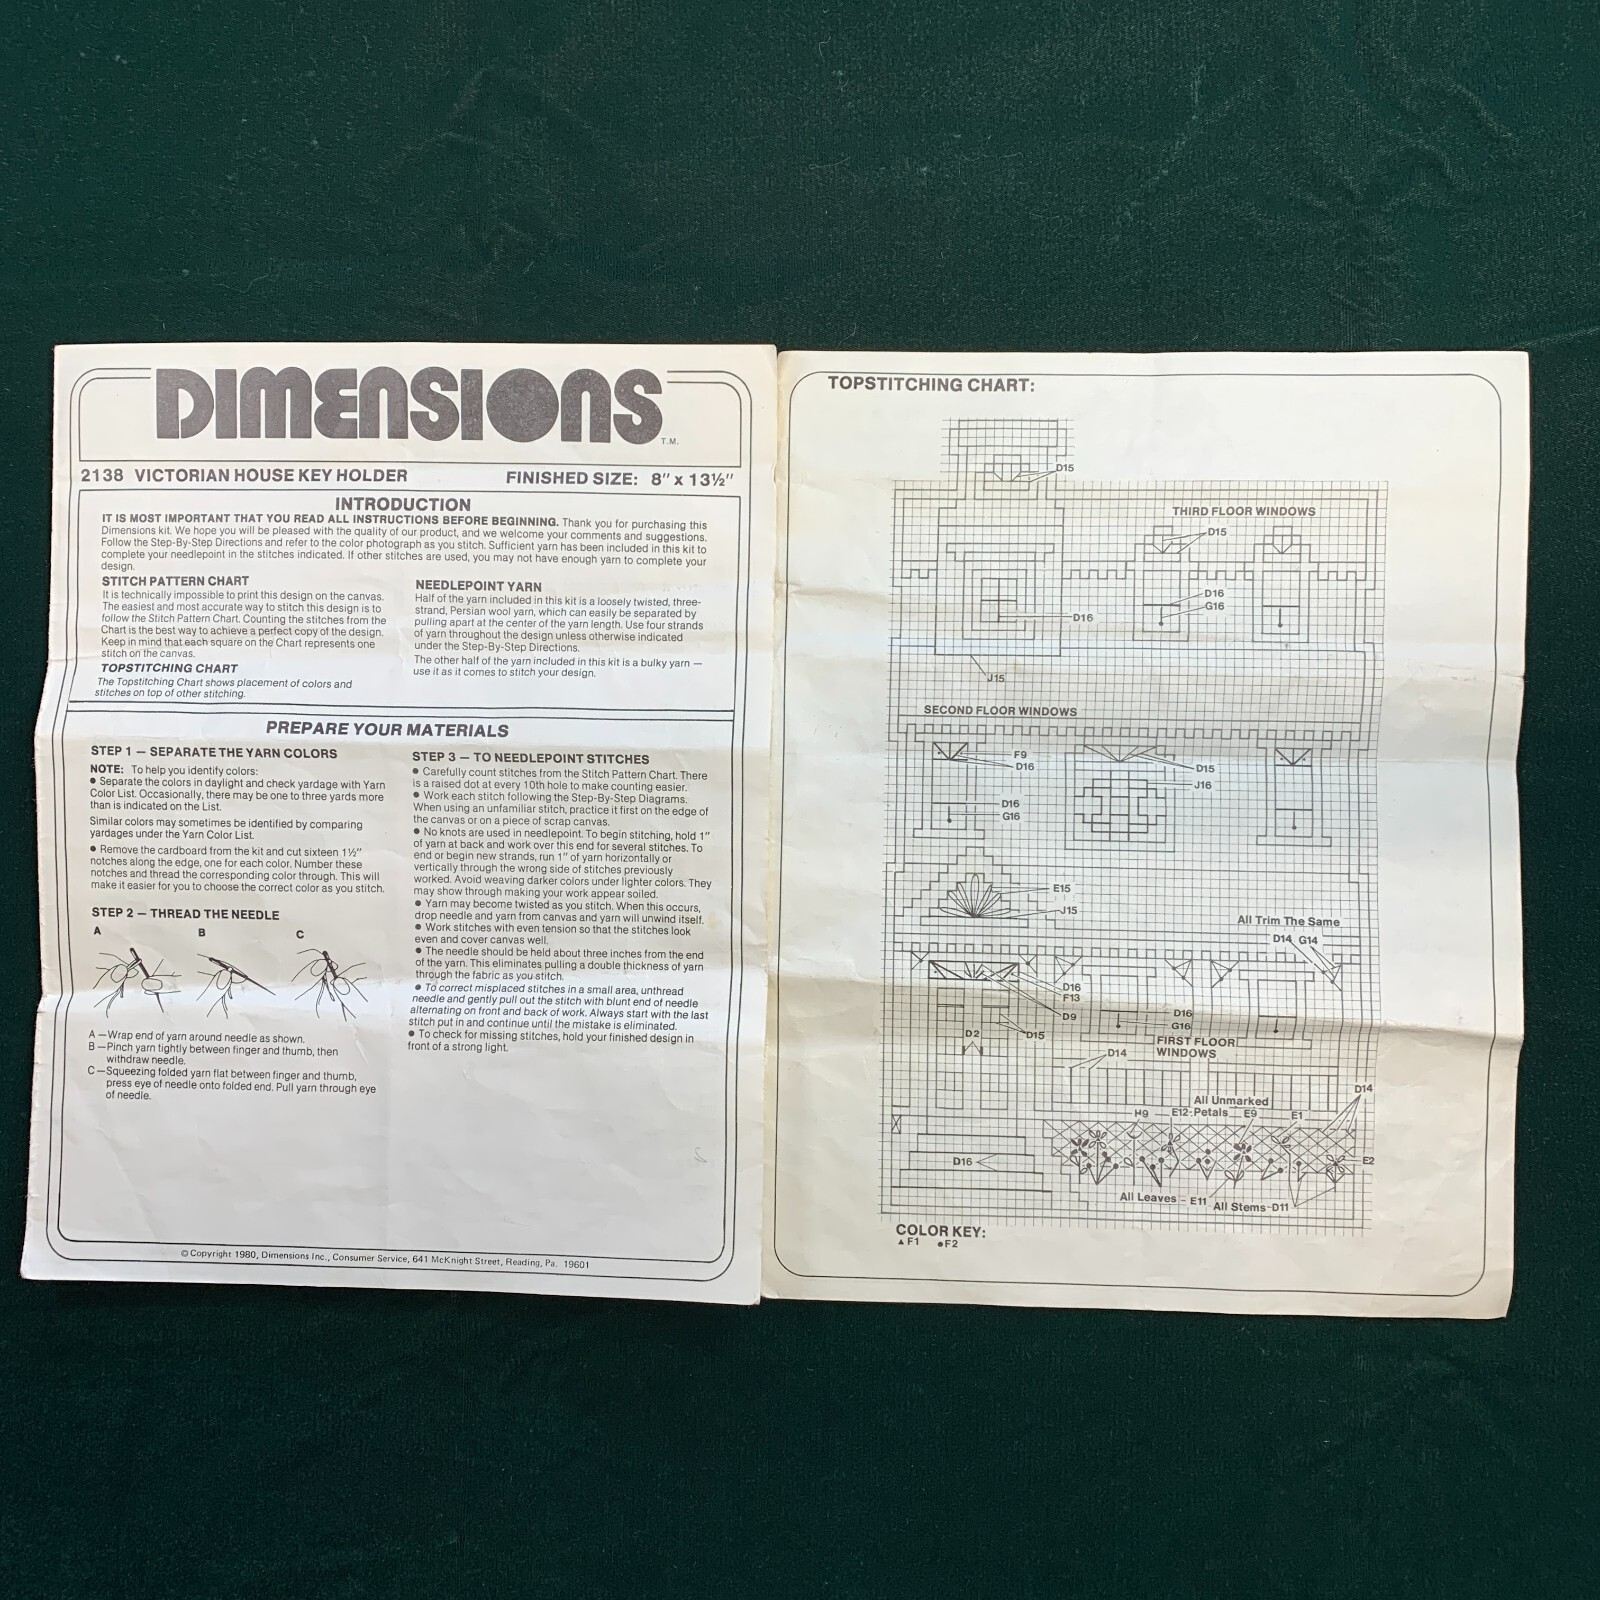 DIMENSIONS
T.M.
2138 VICTORIAN HOUSE KEY HOLDER
FINISHED SIZE: 8" x 13½"
INTRODUCTION
IT IS MOST IMPORTANT THAT YOU READ ALL INSTRUCTIONS BEFORE BEGINNING. Thank you for purchasing this
Dimensions kit. We hope you will be pleased with the quality of our product, and we welcome your comments and suggestions.
Follow the Step-By-Step Directions and refer to the color photograph as you stitch. Sufficient yarn has been included in this kit to
complete your needlepoint in the stitches indicated. If other stitches are used, you may not have enough yarn to complete your
design.
STITCH PATTERN CHART
It is technically impossible to print this design on the canvas.
The easiest and most accurate way to stitch this design is to
follow the Stitch Pattern Chart. Counting the stitches from the
Chart is the best way to achieve a perfect copy of the design.
Keep in mind that each square on the Chart represents one
stitch on the canvas.
TOPSTITCHING CHART
The Topstitching Chart shows placement of colors and
stitches on top of other stitching.
NEEDLEPOINT YARN
Half of the yarn included in this kit is a loosely twisted, three-
strand, Persian wool yarn, which can easily be separated by
pulling apart at the center of the yarn length. Use four strands
of yarn throughout the design unless otherwise indicated
under the Step-By-Step Directions.
The other half of the yarn included in this kit is a bulky yarn —
use it as it comes to stitch your design.
PREPARE YOUR MATERIALS
STEP 1 — SEPARATE THE YARN COLORS
NOTE: To help you identify colors:
● Separate the colors in daylight and check yardage with Yarn
Color List. Occasionally, there may be one to three yards more
than is indicated on the List.
Similar colors may sometimes be identified by comparing
yardages under the Yarn Color List.
● Remove the cardboard from the kit and cut sixteen 1½"
notches along the edge, one for each color. Number these
notches and thread the corresponding color through. This will
make it easier for you to choose the correct color as you stitch.
STEP 2 — THREAD THE NEEDLE
A
B
C
A — Wrap end of yarn around needle as shown.
B — Pinch yarn tightly between finger and thumb, then
withdraw needle.
C — Squeezing folded yarn flat between finger and thumb,
press eye of needle onto folded end. Pull yarn through eye
of needle.
STEP 3 — TO NEEDLEPOINT STITCHES
● Carefully count stitches from the Stitch Pattern Chart. There
is a raised dot at every 10th hole to make counting easier.
● Work each stitch following the Step-By-Step Diagrams.
When using an unfamiliar stitch, practice it first on the edge of
the canvas or on a piece of scrap canvas.
● No knots are used in needlepoint. To begin stitching, hold 1"
of yarn at back and work over this end for several stitches. To
end or begin new strands, run 1" of yarn horizontally or
vertically through the wrong side of stitches previously
worked. Avoid weaving darker colors under lighter colors. They
may show through making your work appear soiled.
● Yarn may become twisted as you stitch. When this occurs,
drop needle and yarn from canvas and yarn will unwind itself.
● Work stitches with even tension so that the stitches look
even and cover canvas well.
● The needle should be held about three inches from the end
of the yarn. This eliminates pulling a double thickness of yarn
through the fabric as you stitch.
● To correct misplaced stitches in a small area, unthread
needle and gently pull out the stitch with blunt end of needle
alternating on front and back of work. Always start with the last
stitch put in and continue until the mistake is eliminated.
● To check for missing stitches, hold your finished design in
front of a strong light.
© Copyright 1980, Dimensions Inc., Consumer Service, 641 McKnight Street, Reading, Pa. 19601
TOPSTITCHING CHART:
D15
THIRD FLOOR WINDOWS
D15
D16
G16
D16
J15
SECOND FLOOR WINDOWS
F9
D16
D15
J16
D16
G16
E15
J15
All Trim The Same
D14 G14
D16
F13
D9
D16
G16
D2
D15
FIRST FLOOR
WINDOWS
D14
D14
All Unmarked
H9 E12-Petals E9 E1
E2
D16
All Leaves - E11
All Stems-D11
COLOR KEY:
▲F1 ●F2